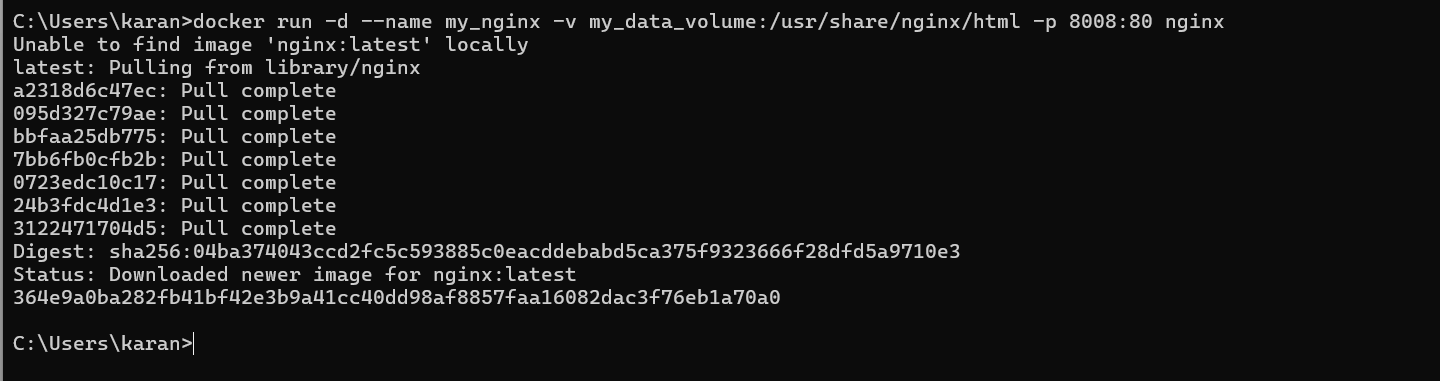 C:\Users\karan>docker run -d --name my_nginx -v my_data_volume:/usr/share/nginx/html -p 8008:80 nginx
Unable to find image 'nginx:latest' locally
latest: Pulling from library/nginx
a2318d6c47ec: Pull complete
095d327c79ae: Pull complete
bbfaa25db775: Pull complete
7bb6fb0cfb2b: Pull complete
0723edc10c17: Pull complete
24b3fdc4d1e3: Pull complete
3122471704d5: Pull complete
Digest: sha256:04ba374043ccd2fc5c593885c0eacddebabd5ca375f9323666f28dfd5a9710e3
Status: Downloaded newer image for nginx:latest
364e9a0ba282fb41bf42e3b9a41cc40dd98af8857faa16082dac3f76eb1a70a0
C:\Users\karan>